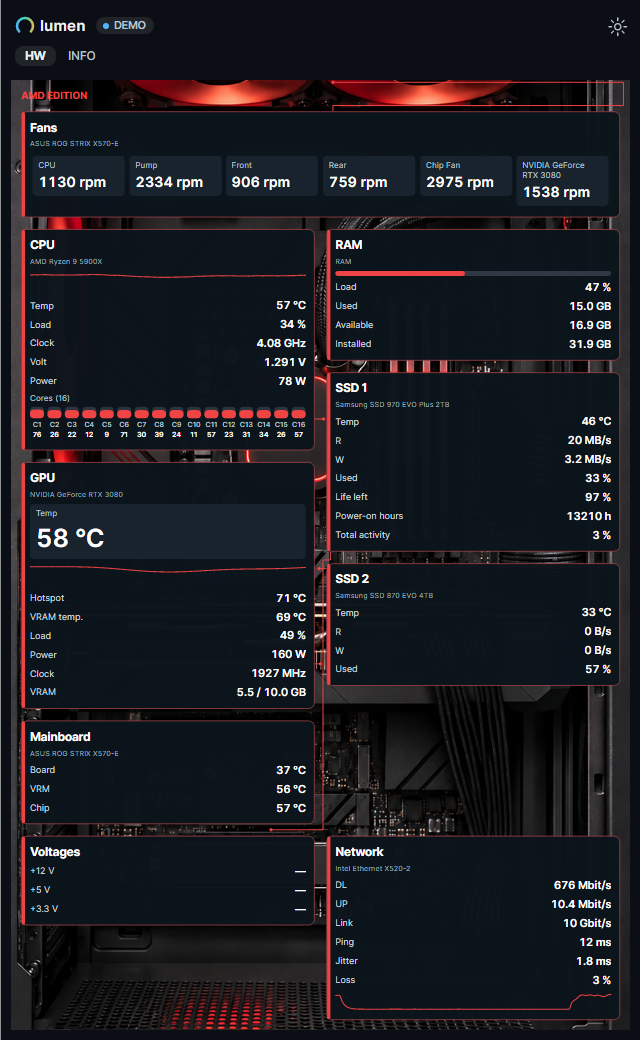 lumen DEMO
HW INFO
AMD EDITION
Fans
ASUS ROG STRIX X570-E
CPU
1130 rpm
Pump
2334 rpm
Front
906 rpm
Rear
759 rpm
Chip Fan
2975 rpm
NVIDIA GeForce
RTX 3080
1538 rpm
CPU
AMD Ryzen 9 5900X
Temp 57 °C
Load 34 %
Clock 4.08 GHz
Volt 1.291 V
Power 78 W
Cores (16)
C1 C2 C3 C4 C5 C6 C7 C8 C9 C10 C11 C12 C13 C14 C15 C16
76 26 22 12 9 71 30 39 24 11 57 23 31 34 26 57
GPU
NVIDIA GeForce RTX 3080
Temp
58 °C
Hotspot 71 °C
VRAM temp. 69 °C
Load 49 %
Power 160 W
Clock 1927 MHz
VRAM 5.5 / 10.0 GB
Mainboard
ASUS ROG STRIX X570-E
Board 37 °C
VRM 56 °C
Chip 57 °C
Voltages
+12 V —
+5 V —
+3.3 V —
RAM
RAM
Load 47 %
Used 15.0 GB
Available 16.9 GB
Installed 31.9 GB
SSD 1
Samsung SSD 970 EVO Plus 2TB
Temp 46 °C
R 20 MB/s
W 3.2 MB/s
Used 33 %
Life left 97 %
Power-on hours 13210 h
Total activity 3 %
SSD 2
Samsung SSD 870 EVO 4TB
Temp 33 °C
R 0 B/s
W 0 B/s
Used 57 %
Network
Intel Ethernet X520-2
DL 676 Mbit/s
UP 10.4 Mbit/s
Link 10 Gbit/s
Ping 12 ms
Jitter 1.8 ms
Loss 3 %